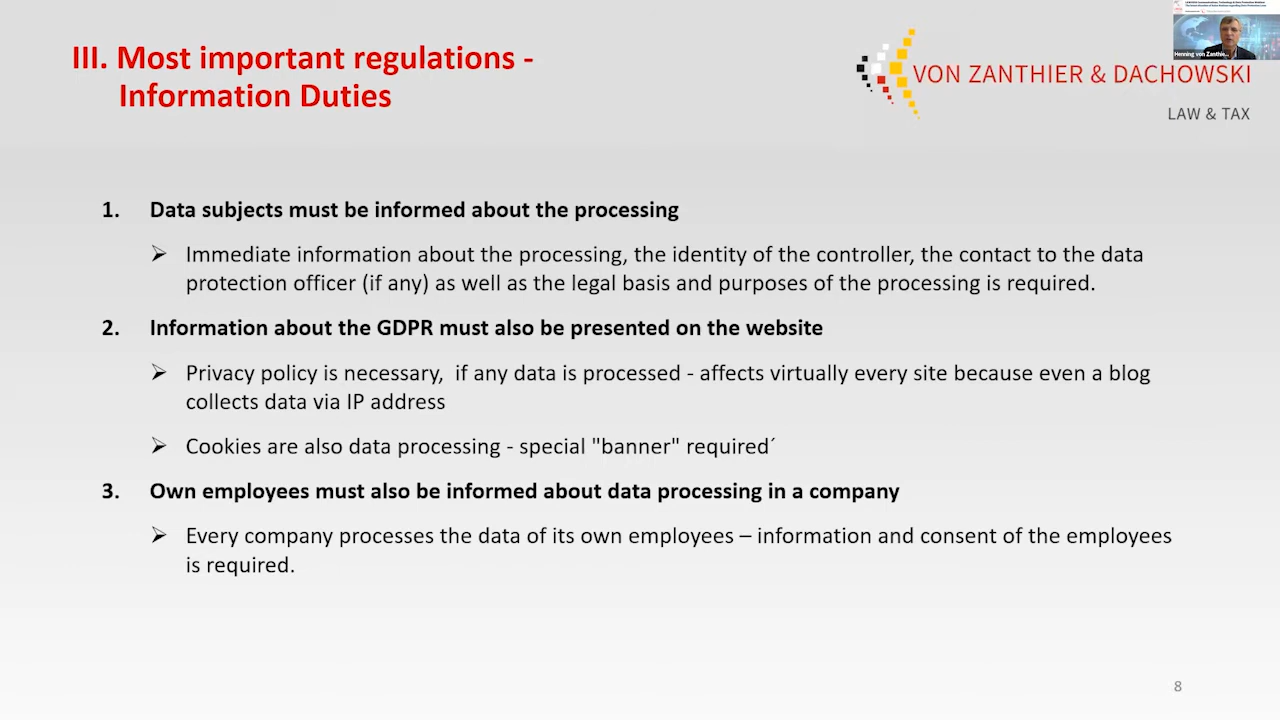 III. Most important regulations -
Information Duties
VON ZANTHIER & DACHOWSKI
LAW & TAX
Henning von Zanthie...
1. Data subjects must be informed about the processing
➢ Immediate information about the processing, the identity of the controller, the contact to the data
protection officer (if any) as well as the legal basis and purposes of the processing is required.
2. Information about the GDPR must also be presented on the website
➢ Privacy policy is necessary,  if any data is processed - affects virtually every site because even a blog
collects data via IP address
➢ Cookies are also data processing - special "banner" required´
3. Own employees must also be informed about data processing in a company
➢ Every company processes the data of its own employees – information and consent of the employees
is required.
8